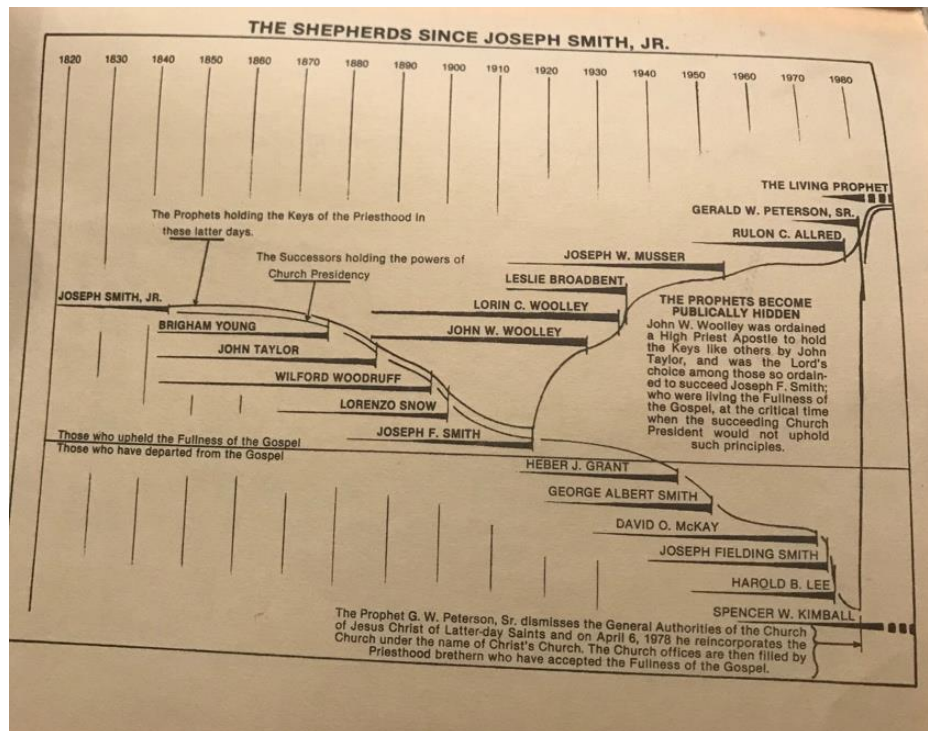 THE SHEPHERDS SINCE JOSEPH SMITH, JR.
1820 1830 1840 1850 1860 1870 1880 1890 1900 1910 1920 1930 1940 1950 1960 1970 1980
THE LIVING PROPHET
GERALD W. PETERSON, SR.
RULON C. ALLRED
JOSEPH W. MUSSER
LESLIE BROADBENT
LORIN C. WOOLLEY
JOHN W. WOOLLEY
The Prophets holding the Keys of the Priesthood in
these latter days.
The Successors holding the powers of
Church Presidency
JOSEPH SMITH, JR.
BRIGHAM YOUNG
JOHN TAYLOR
WILFORD WOODRUFF
LORENZO SNOW
JOSEPH F. SMITH
THE PROPHETS BECOME
PUBLICALLY HIDDEN
John W. Woolley was ordained
a High Priest Apostle to hold
the Keys like others by John
Taylor, and was the Lord's
choice among those so ordain-
ed to succeed Joseph F. Smith;
who were living the Fullness of
the Gospel, at the critical time
when the succeeding Church
President would not uphold
such principles.
Those who upheld the Fullness of the Gospel
Those who have departed from the Gospel
HEBER J. GRANT
GEORGE ALBERT SMITH
DAVID O. McKAY
JOSEPH FIELDING SMITH
HAROLD B. LEE
SPENCER W. KIMBALL
The Prophet G. W. Peterson, Sr. dismisses the General Authorities of the Church
of Jesus Christ of Latter-day Saints and on April 6, 1978 he reincorporates the
Church under the name of Christ's Church. The Church offices are then filled by
Priesthood brethern who have accepted the Fullness of the Gospel.